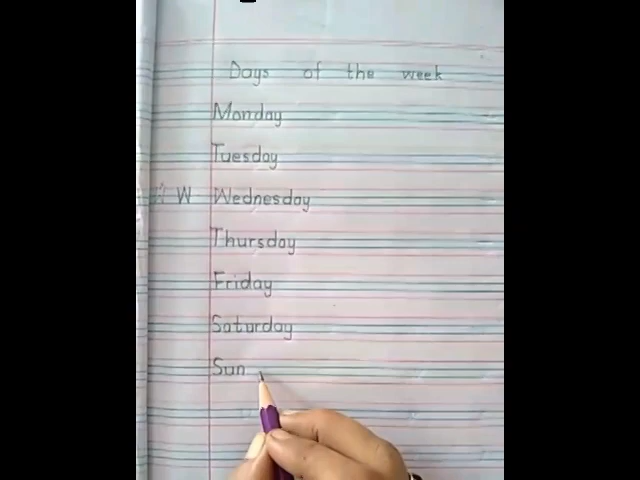 Days of the week
Monday
Tuesday
W Wednesday
Thursday
Friday
Saturday
Sun